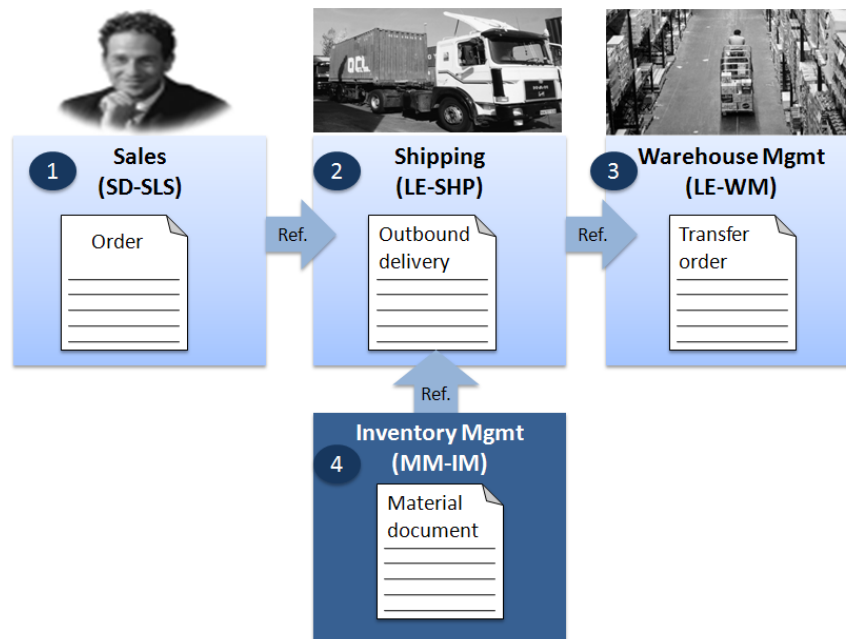 1
Sales
(SD-SLS)
Order
Ref.
OCL
2
Shipping
(LE-SHP)
Outbound
delivery
Ref.
3
Warehouse Mgmt
(LE-WM)
Transfer
order
Ref.
4
Inventory Mgmt
(MM-IM)
Material
document